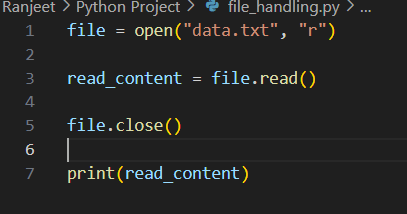 Ranjeet > Python Project > file_handling.py > ...
1 file = open("data.txt", "r")
2
3 read_content = file.read()
4
5 file.close()
6
7 print(read_content)